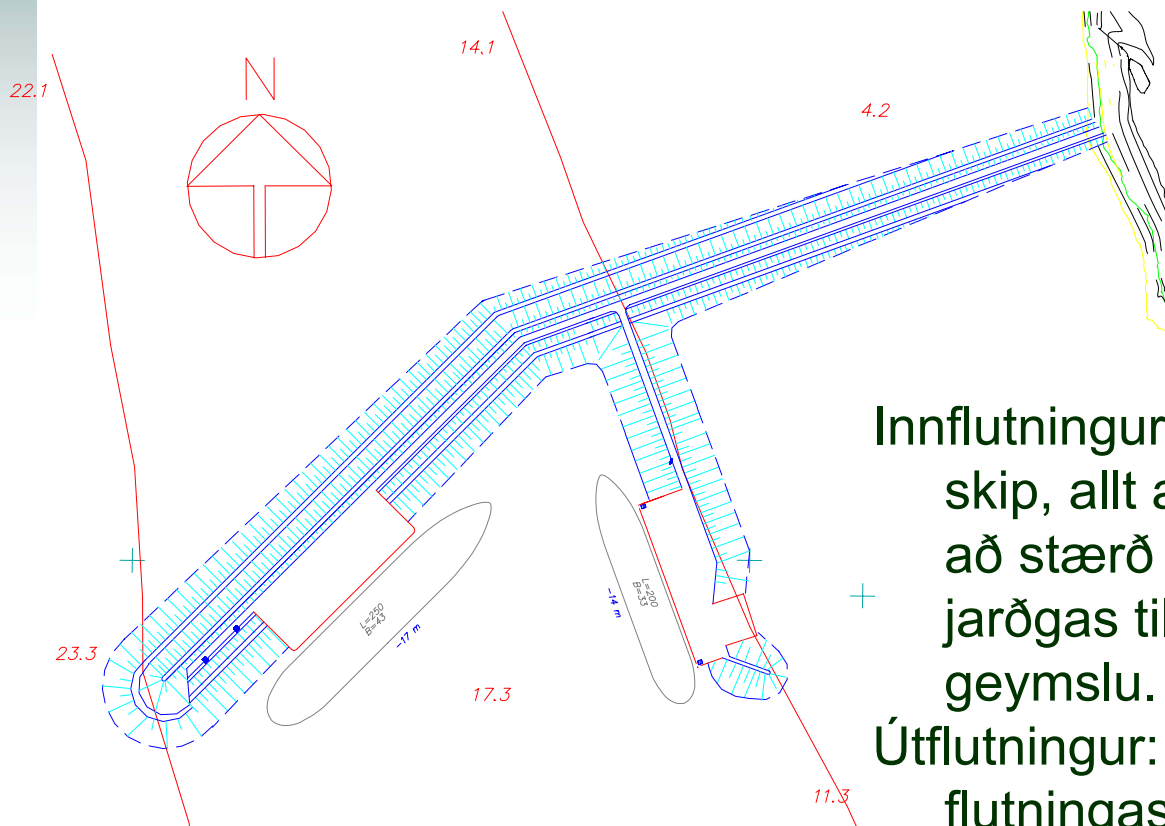 N
22.1
14.1
4.2
L=250
B=43
-17 m
L=200
B=33
-14 m
23.3
17.3
11.3
Innflutningur
skip, allt a
að stærð
jarðgas til
geymslu.
Útflutningur:
flutningas